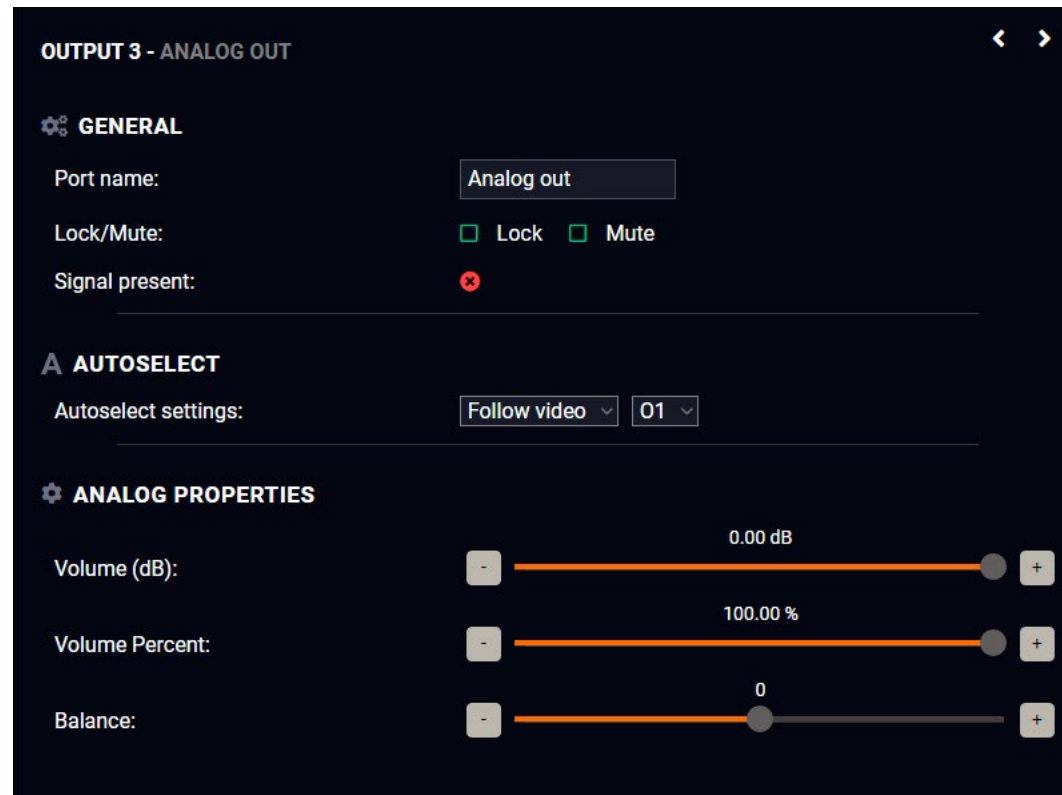 OUTPUT 3 - ANALOG OUT
GENERAL
Port name: Analog out
Lock/Mute: Lock Mute
Signal present:
A AUTOSELECT
Autoselect settings: Follow video O1
ANALOG PROPERTIES
0.00 dB
Volume (dB): - +
100.00 %
Volume Percent: - +
0
Balance: - +